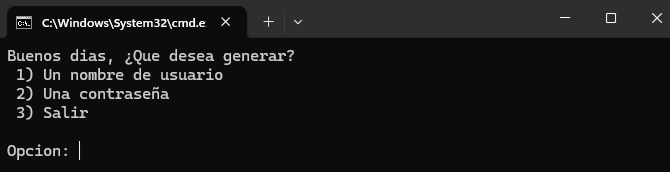 C:\Windows\System32\cmd.e
Buenos dias, ¿Que desea generar?
1) Un nombre de usuario
2) Una contraseña
3) Salir
Opcion: